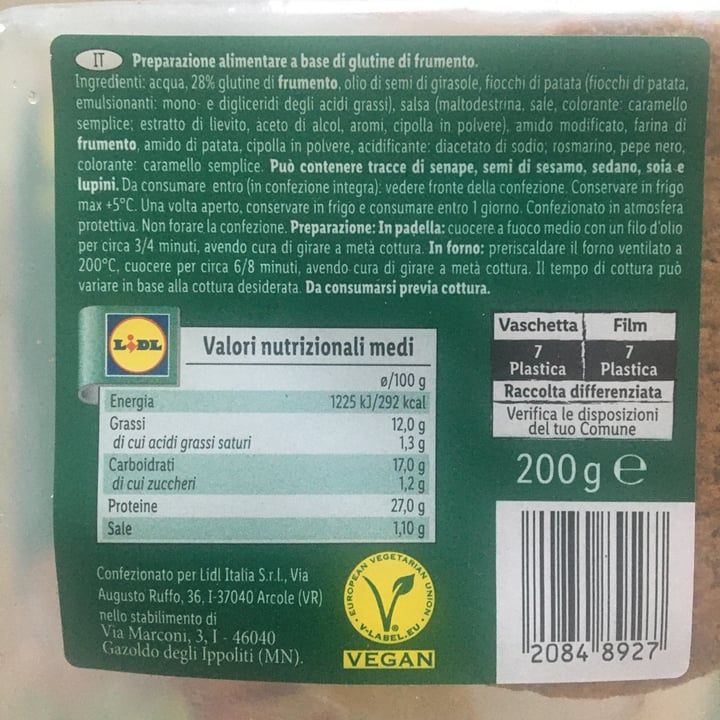 IT Preparazione alimentare a base di glutine di frumento.
Ingredienti: acqua, 28% glutine di frumento, olio di semi di girasole, fiocchi di patata (fiocchi di patata,
emulsionanti: mono- e digliceridi degli acidi grassi), salsa (maltodestrina, sale, colorante: caramello
semplice; estratto di lievito, aceto di alcol, aromi, cipolla in polvere), amido modificato, farina di
frumento, amido di patata, cipolla in polvere, acidificante: diacetato di sodio; rosmarino, pepe nero,
colorante: caramello semplice. Può contenere tracce di senape, semi di sesamo, sedano, soia e
lupini. Da consumare entro (in confezione integra): vedere fronte della confezione. Conservare in frigo
max +5°C. Una volta aperto, conservare in frigo e consumare entro 1 giorno. Confezionato in atmosfera
protettiva. Non forare la confezione. Preparazione: In padella: cuocere a fuoco medio con un filo d'olio
per circa 3/4 minuti, avendo cura di girare a metà cottura. In forno: preriscaldare il forno ventilato a
200°C, cuocere per circa 6/8 minuti, avendo cura di girare a metà cottura. Il tempo di cottura può
variare in base alla cottura desiderata. Da consumarsi previa cottura.
LIDL
Valori nutrizionali medi
ø/100 g
Energia 1225 kJ/292 kcal
Grassi 12,0 g
di cui acidi grassi saturi 1,3 g
Carboidrati 17,0 g
di cui zuccheri 1,2 g
Proteine 27,0 g
Sale 1,10 g
Vaschetta Film
7 7
Plastica Plastica
Raccolta differenziata
Verifica le disposizioni
del tuo Comune
200 g e
Confezionato per Lidl Italia S.r.l., Via
Augusto Ruffo, 36, I-37040 Arcole (VR)
nello stabilimento di
Via Marconi, 3, I - 46040
Gazoldo degli Ippoliti (MN).
EUROPEAN VEGETARIAN UNION
V-LABEL.EU
VEGAN
2084 8927